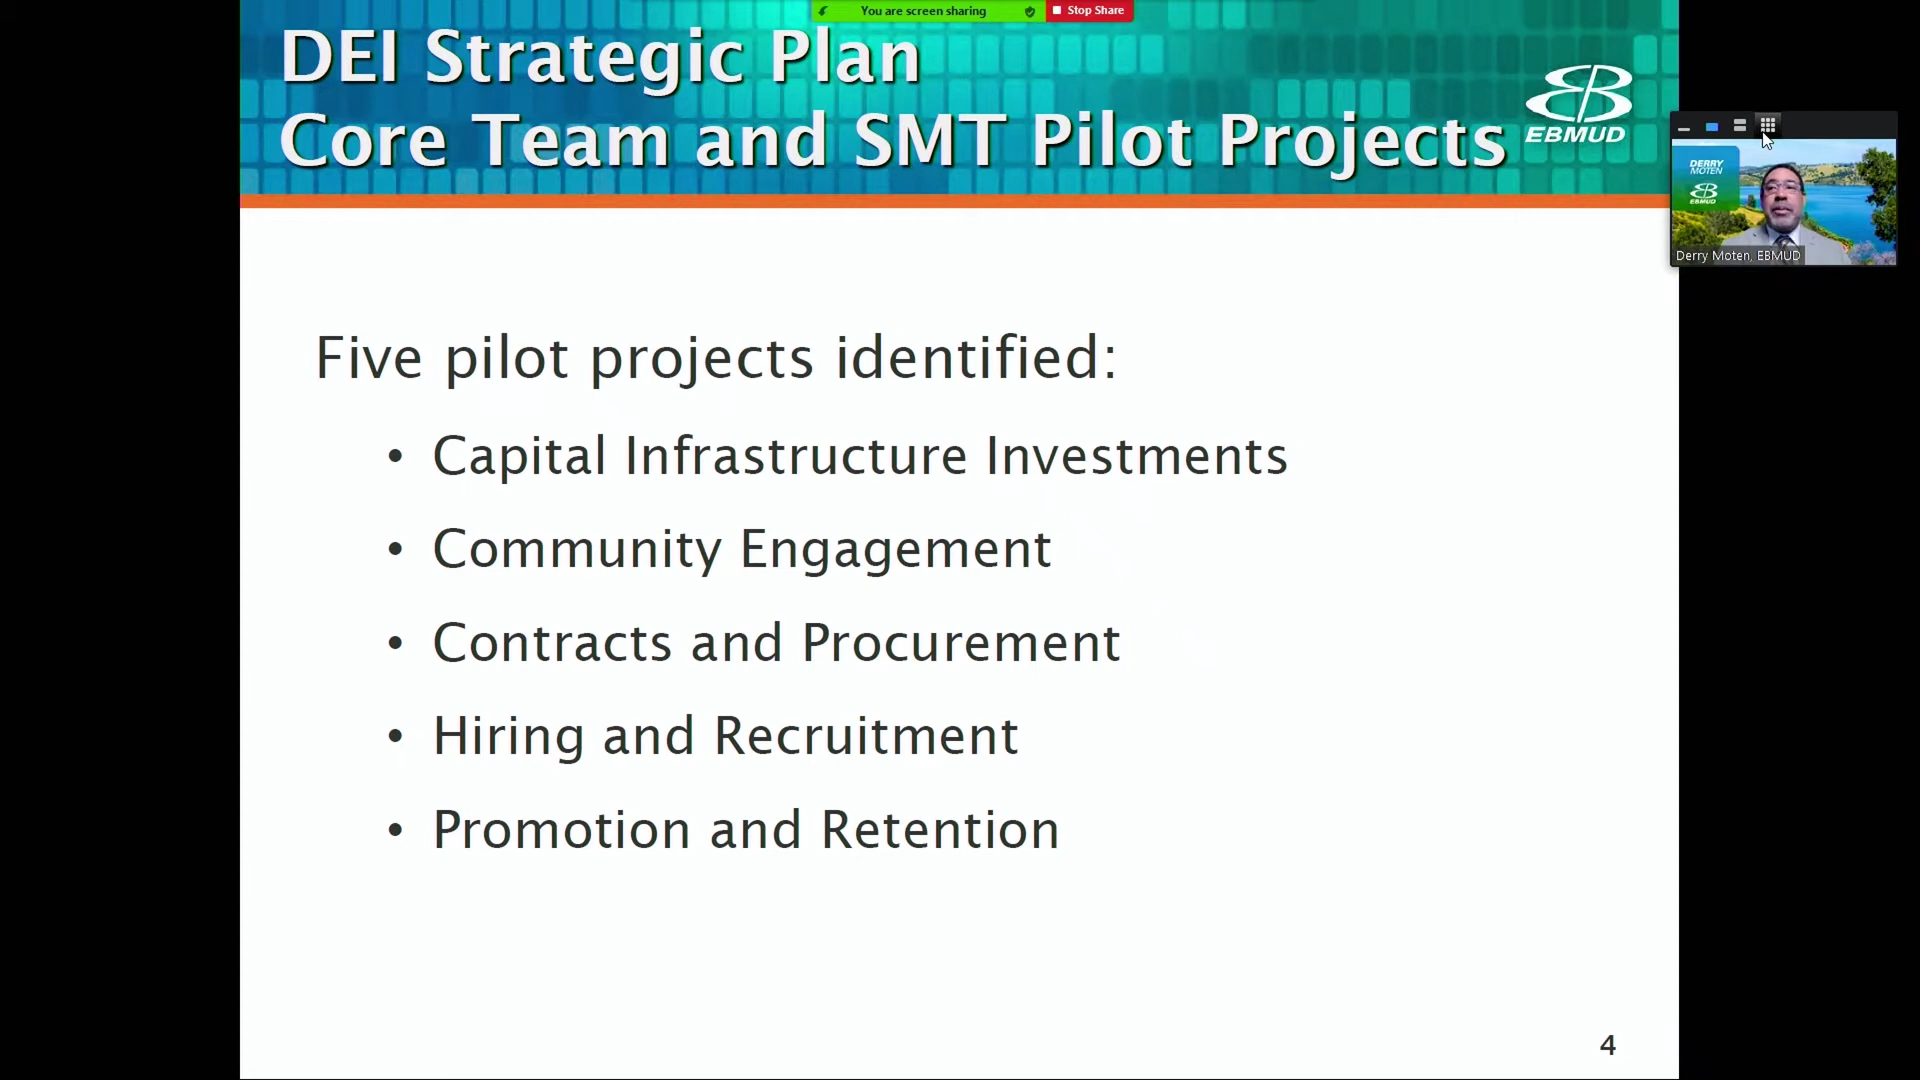 You are screen sharing
Stop Share
DEI Strategic Plan
Core Team and SMT Pilot Projects
EBMUD
DERRY
MOTEN
EBMUD
Derry Moten, EBMUD
Five pilot projects identified:
• Capital Infrastructure Investments
• Community Engagement
• Contracts and Procurement
• Hiring and Recruitment
• Promotion and Retention
4